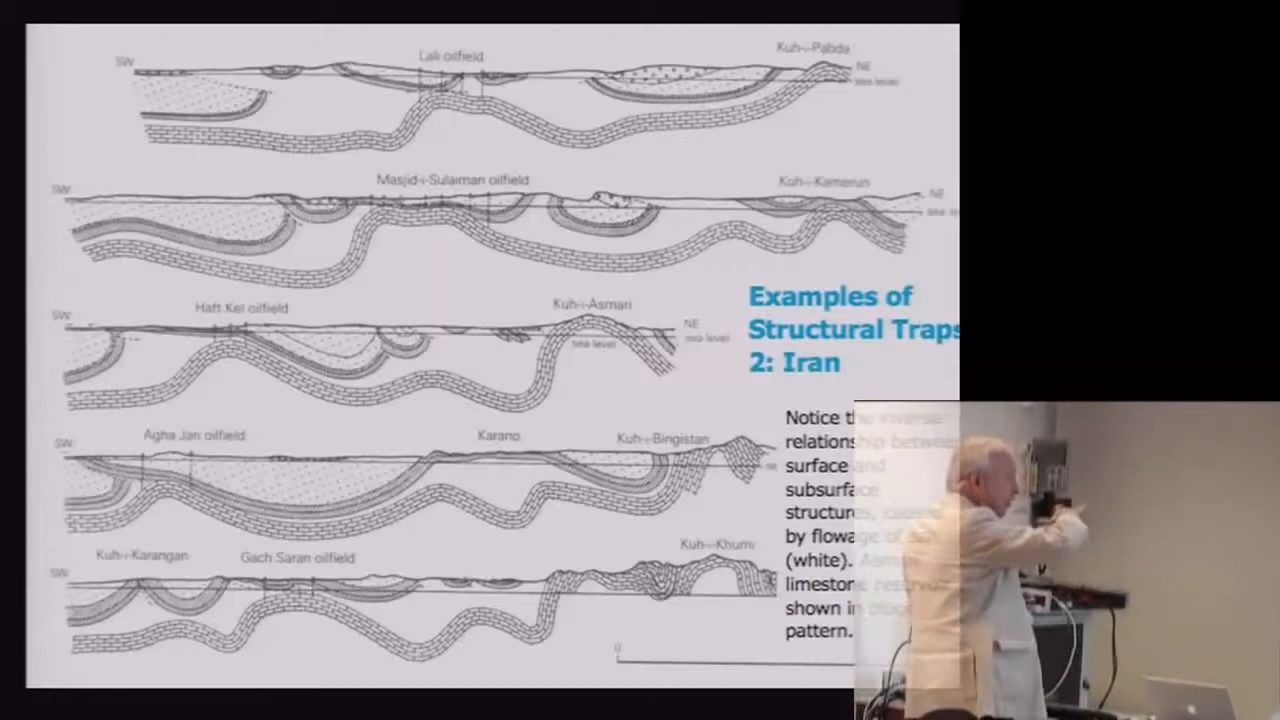 Kuh-i-Pabda
Lali oilfield
SW
NE
sea level
Masjid-i-Sulaiman oilfield
Kuh-i-Kamerun
SW
NE
sea
Haft Kel oilfield
Kuh-i-Asmari
SW
NE
sea level
sea level
Examples of
Structural Traps
2: Iran
Agha Jari oilfield
Karano
Kuh-i-Bingistan
SW
Notice the inverse
relationship between
surface and
subsurface
structures, caused
by flowage of
(white). Asmari
limestone reservoir
shown in block
pattern.
Kuh-i-Karangan
Gach Saran oilfield
Kuh-i-Khumi
SW
0